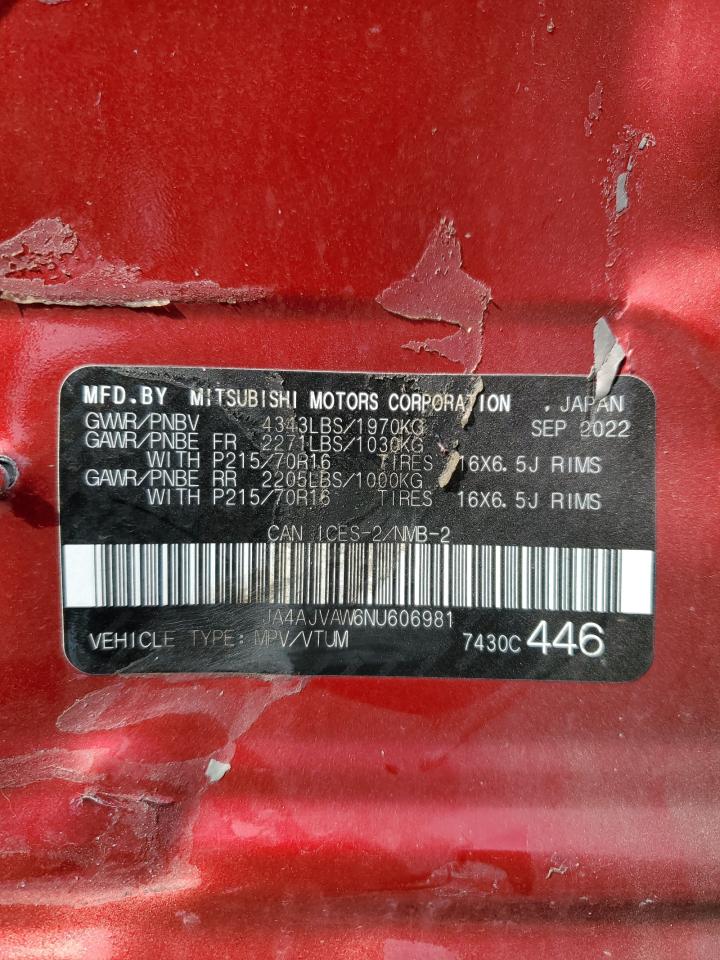 MFD.BY MITSUBISHI MOTORS CORPORATION , JAPAN
GVWR/PNBV 4343LBS/1970KG SEP 2022
GAWR/PNBE FR 2271LBS/1030KG
WITH P215/70R16 TIRES 16X6.5J RIMS
GAWR/PNBE RR 2205LBS/1000KG
WITH P215/70R16 TIRES 16X6.5J RIMS
CAN ICES-2/NMB-2
JA4AJVAW6NU606981
VEHICLE TYPE: MPV/VTUM 7430C 446